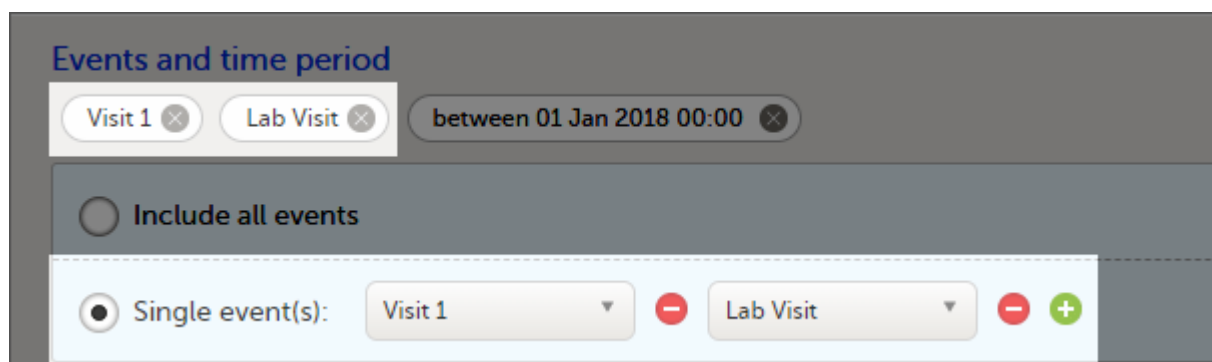 Events and time period
Visit 1 Lab Visit between 01 Jan 2018 00:00
Include all events
Single event(s): Visit 1 Lab Visit